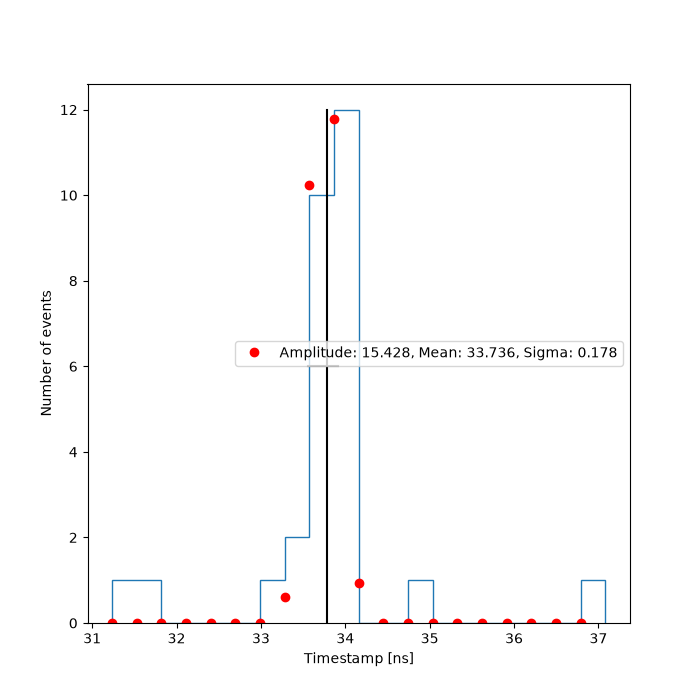 12
10
8
6
4
2
0
Number of events
Amplitude: 15.428, Mean: 33.736, Sigma: 0.178
31 32 33 34 35 36 37
Timestamp [ns]